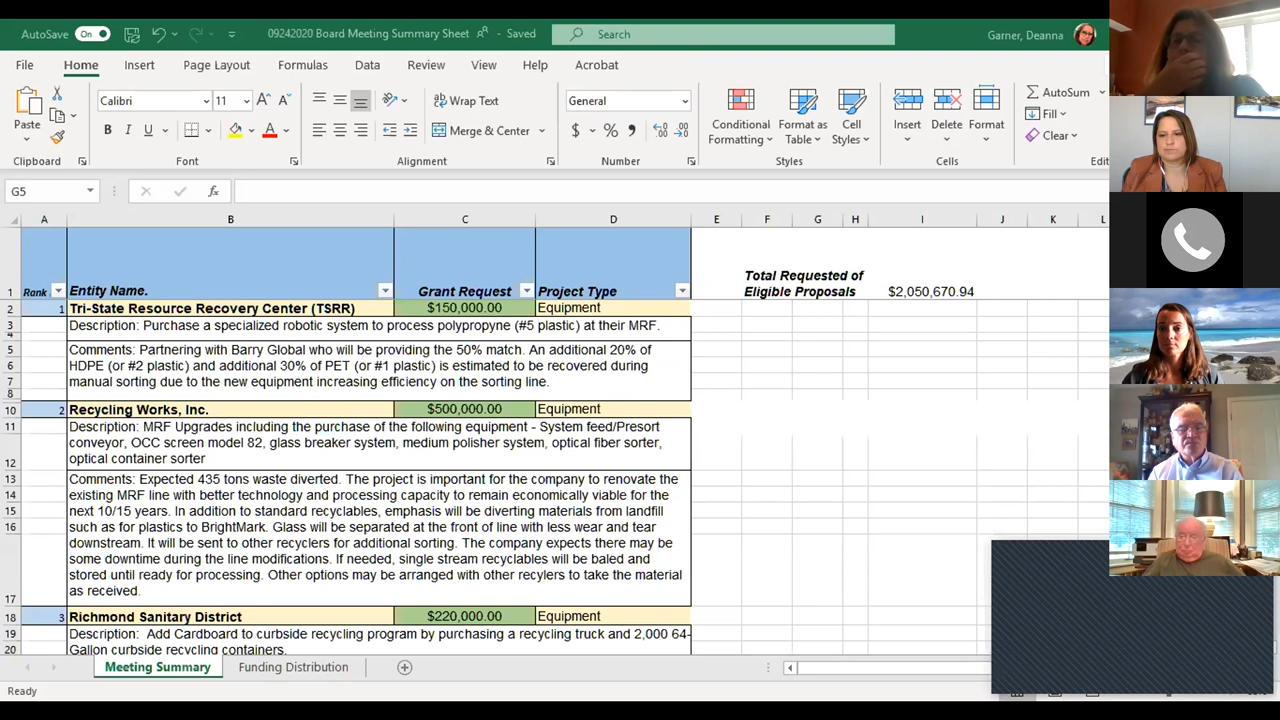 AutoSave On 09242020 Board Meeting Summary Sheet - Saved Search Garner, Deanna
File Home Insert Page Layout Formulas Data Review View Help Acrobat
Paste Calibri 11 A A Wrap Text General Conditional Formatting Format as Table Cell Styles Insert Delete Format AutoSum
B I U A Merge & Center $ % , Fill
Clear
Clipboard Font Alignment Number Styles Cells
G5 fx
A B C D E F G H I J K L
1 Rank Entity Name. Grant Request Project Type Total Requested of
Eligible Proposals $2,050,670.94
2 1 Tri-State Resource Recovery Center (TSRR) $150,000.00 Equipment
3 Description: Purchase a specialized robotic system to process polypropyne (#5 plastic) at their MRF.
4
5 Comments: Partnering with Barry Global who will be providing the 50% match. An additional 20% of
6 HDPE (or #2 plastic) and additional 30% of PET (or #1 plastic) is estimated to be recovered during
7 manual sorting due to the new equipment increasing efficiency on the sorting line.
8
10 2 Recycling Works, Inc. $500,000.00 Equipment
11 Description: MRF Upgrades including the purchase of the following equipment - System feed/Presort
conveyor, OCC screen model 82, glass breaker system, medium polisher system, optical fiber sorter,
12 optical container sorter
13 Comments: Expected 435 tons waste diverted. The project is important for the company to renovate the
14 existing MRF line with better technology and processing capacity to remain economically viable for the
15 next 10/15 years. In addition to standard recyclables, emphasis will be diverting materials from landfill
16 such as for plastics to BrightMark. Glass will be separated at the front of line with less wear and tear
downstream. It will be sent to other recyclers for additional sorting. The company expects there may be
some downtime during the line modifications. If needed, single stream recyclables will be baled and
stored until ready for processing. Other options may be arranged with other recylers to take the material
17 as received.
18 3 Richmond Sanitary District $220,000.00 Equipment
19 Description: Add Cardboard to curbside recycling program by purchasing a recycling truck and 2,000 64-
20 Gallon curbside recycling containers.
Meeting Summary Funding Distribution
Ready